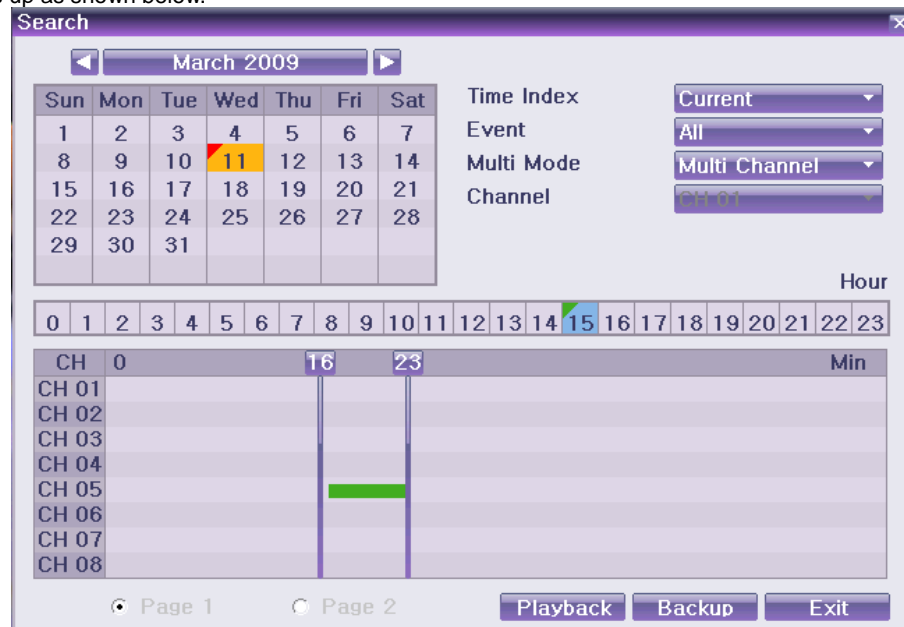 up as shown below.
Search
March 2009
Sun Mon Tue Wed Thu Fri Sat
1 2 3 4 5 6 7
8 9 10 11 12 13 14
15 16 17 18 19 20 21
22 23 24 25 26 27 28
29 30 31
Time Index Current
Event All
Multi Mode Multi Channel
Channel CH 01
Hour
0 1 2 3 4 5 6 7 8 9 10 11 12 13 14 15 16 17 18 19 20 21 22 23
CH 0 16 23 Min
CH 01
CH 02
CH 03
CH 04
CH 05
CH 06
CH 07
CH 08
Page 1 Page 2 Playback Backup Exit